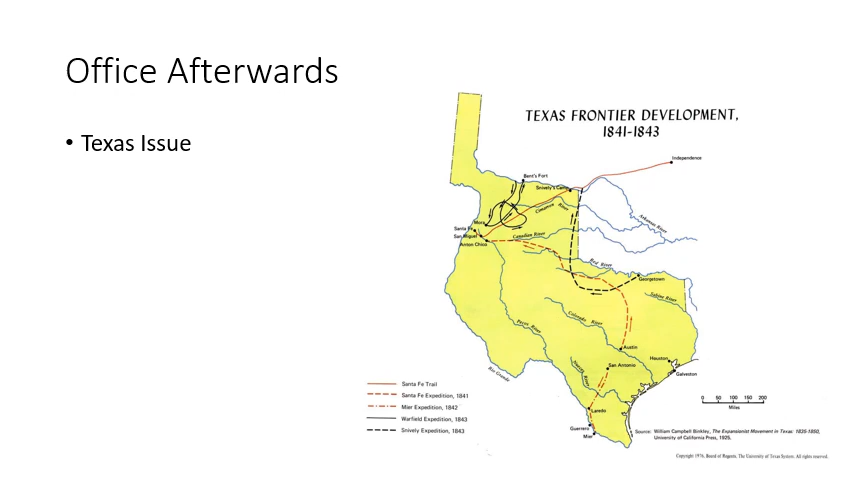 Office Afterwards
• Texas Issue
TEXAS FRONTIER DEVELOPMENT,
1841-1843
Independence
Bent's Fort
Snively's Camp
Cimarron River
Arkansas River
Mora
Santa Fe
San Miguel
Anton Chico
Canadian River
Red River
Georgetown
Sabine River
Colorado River
Pecos River
Austin
Houston
Galveston
San Antonio
Nueces River
Rio Grande
Laredo
Guerrero
Mier
Santa Fe Trail
Santa Fe Expedition, 1841
Mier Expedition, 1842
Warfield Expedition, 1843
Snively Expedition, 1843
0 50 100 150 200
Miles
Source: William Campbell Binkley, The Expansionist Movement in Texas: 1836-1850,
University of California Press, 1925.
Copyright 1976, Board of Regents, The University of Texas System. All rights reserved.